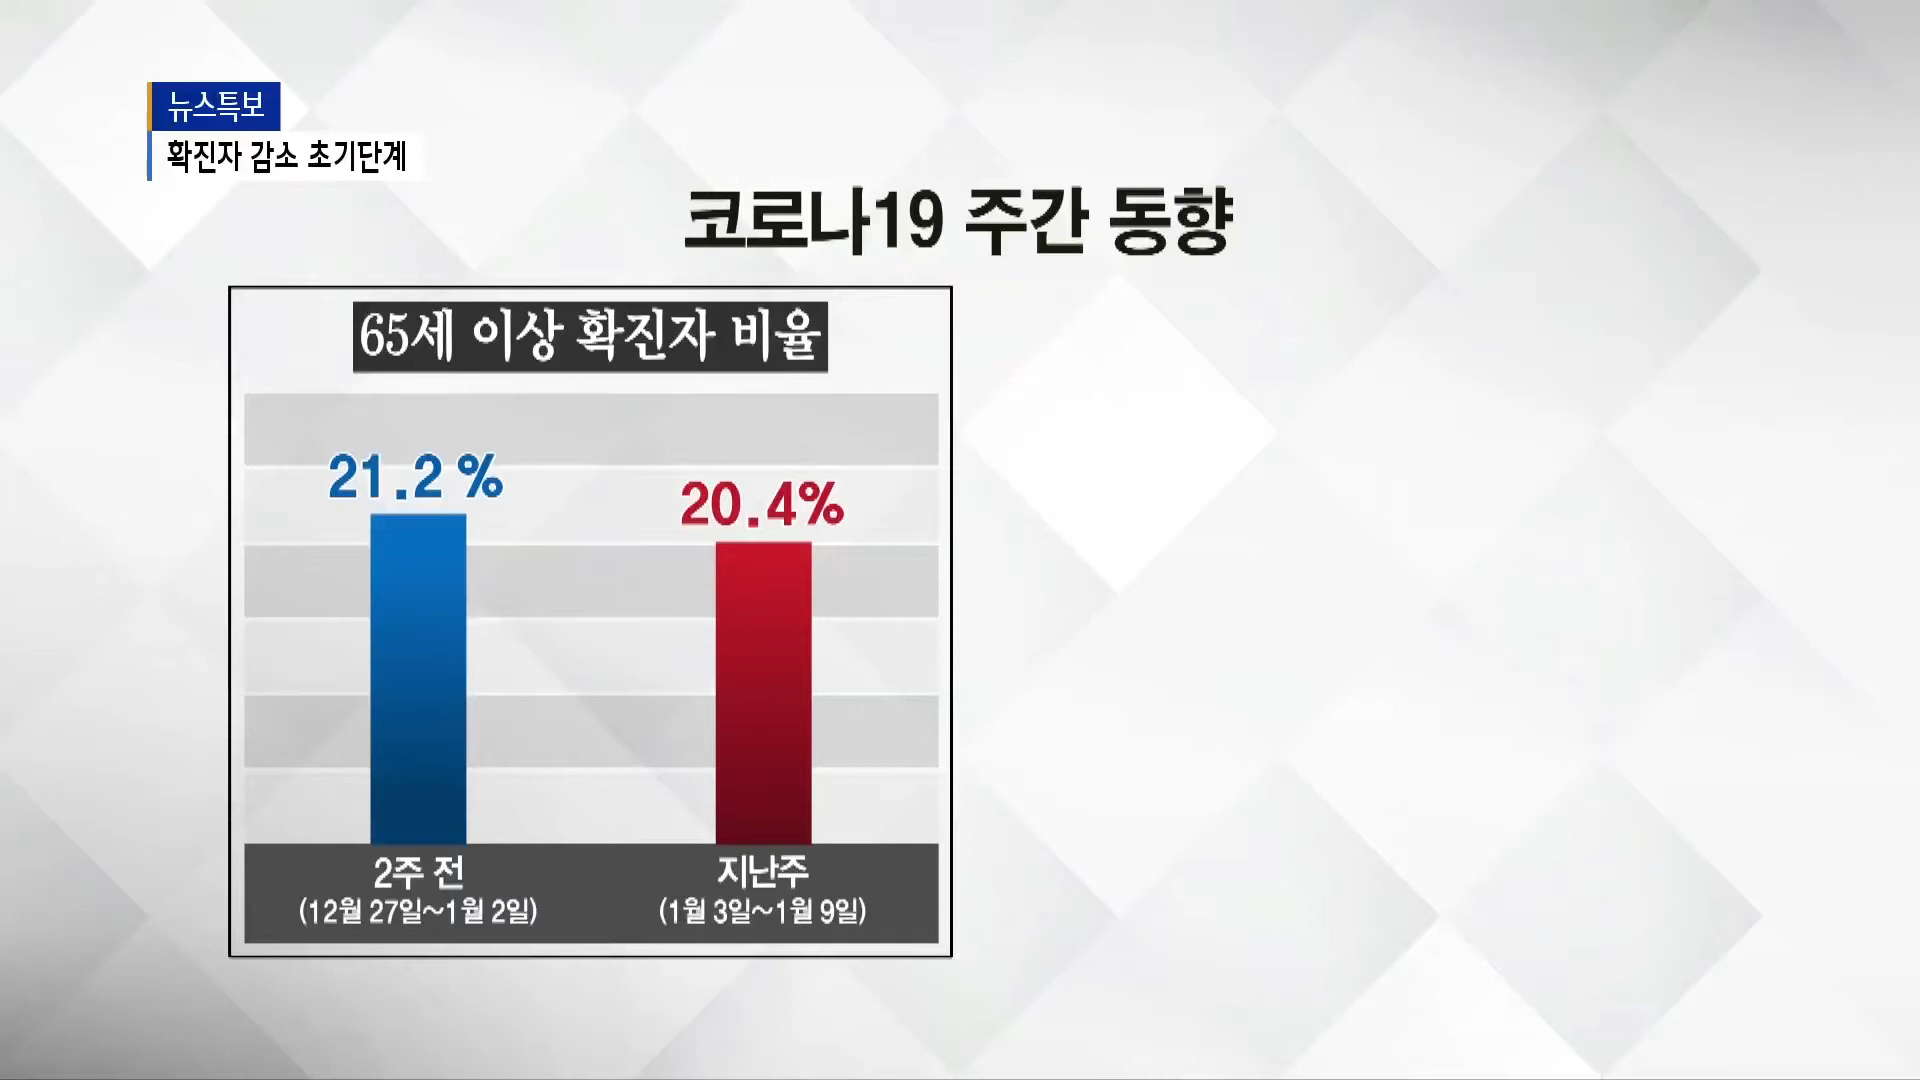 뉴스특보
확진자 감소 초기단계
코로나19 주간 동향
65세 이상 확진자 비율
21.2%
20.4%
2주 전
(12월 27일~1월 2일)
지난주
(1월 3일~1월 9일)